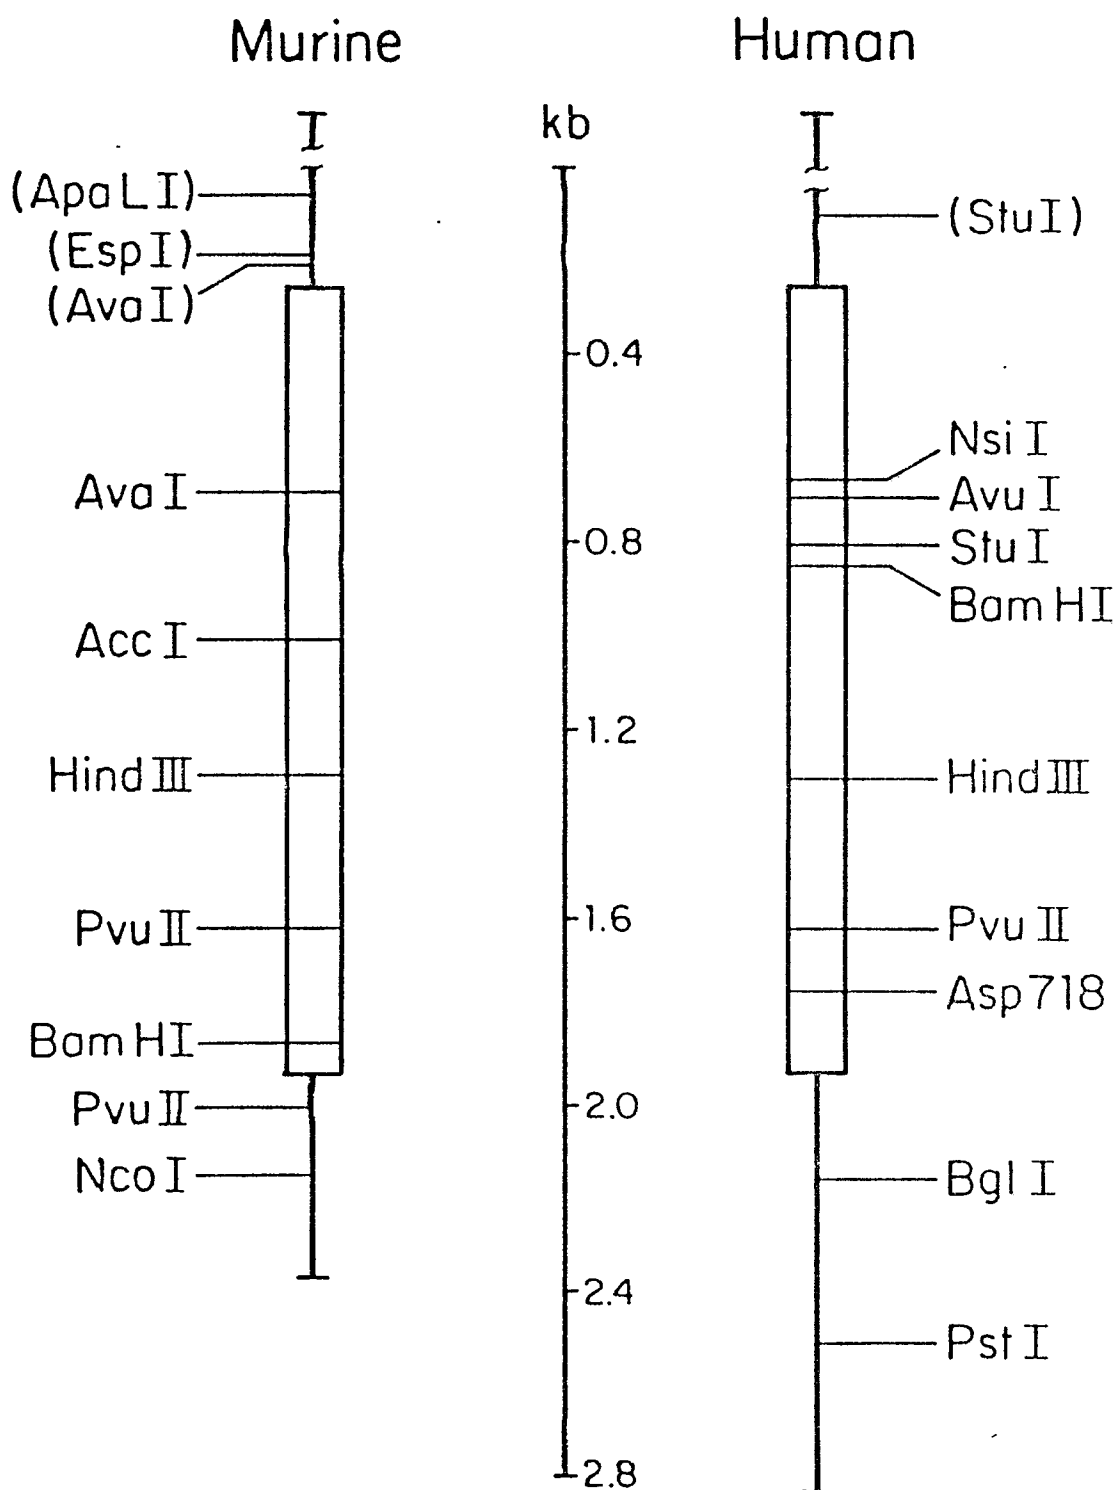 Murine
Human
kb
(ApaLI)
(EspI)
(AvaI)
AvaI
AccI
HindIII
PvuII
BamHI
PvuII
NcoI
0.4
0.8
1.2
1.6
2.0
2.4
2.8
(StuI)
NsiI
AvuI
StuI
BamHI
HindIII
PvuII
Asp718
BglI
PstI